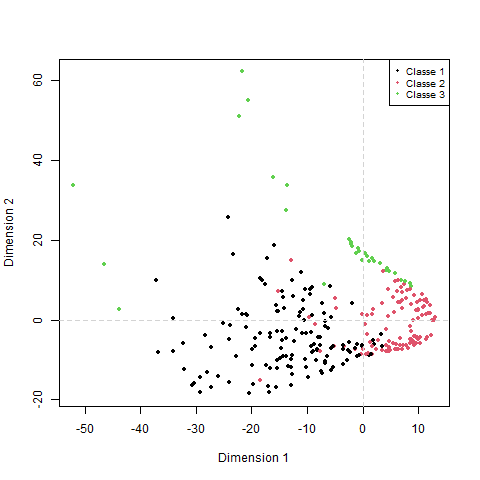 Classe 1
Classe 2
Classe 3
60
40
20
0
-20
Dimension 2
-50 -40 -30 -20 -10 0 10
Dimension 1